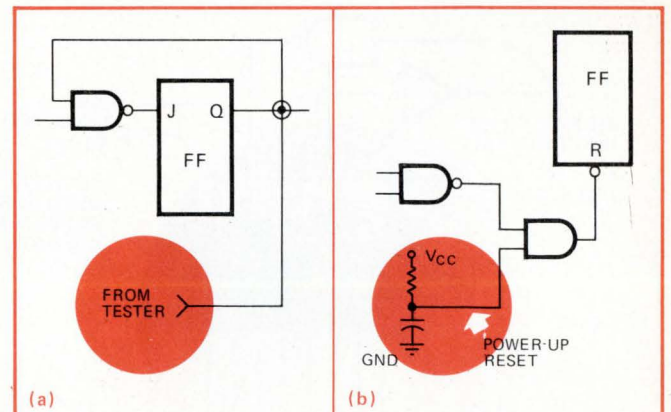 J Q
FF
FROM
TESTER
(a)
FF
R
VCC
GND
POWER-UP
RESET
(b)